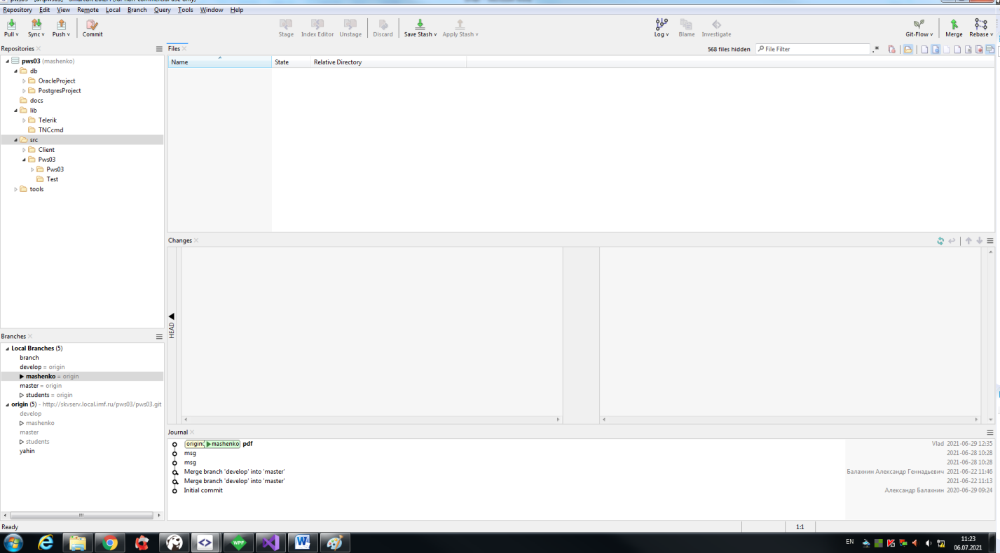 Repository Edit View Remote Local Branch Query Tools Window Help
Pull Sync Push Commit Stage Index Editor Unstage Discard Save Stash Apply Stash Log Blame Investigate Git-Flow Merge Rebase
Repositories
pws03 (mashenko)
db
OracleProject
PostgresProject
docs
lib
Telerik
TNCcmd
src
Client
Pws03
Pws03
Test
tools
Files
568 files hidden File Filter .*
Name State Relative Directory
Changes
HEAD
Branches
Local Branches (5)
branch
develop = origin
mashenko = origin
master = origin
students = origin
origin (5) - http://skvserv.local.imf.ru/pws03/pws03.git
develop
mashenko
master
students
yahin
Journal
origin mashenko pdf Vlad 2021-06-29 12:35
msg 2021-06-28 10:28
msg 2021-06-28 10:28
Merge branch 'develop' into 'master' Балахнин Александр Геннадьевич 2021-06-22 11:46
Merge branch 'develop' into 'master' 2021-06-22 11:13
Initial commit Александр Балахнин 2020-06-29 09:24
Ready 1:1
WPF EN 11:23
06.07.2021